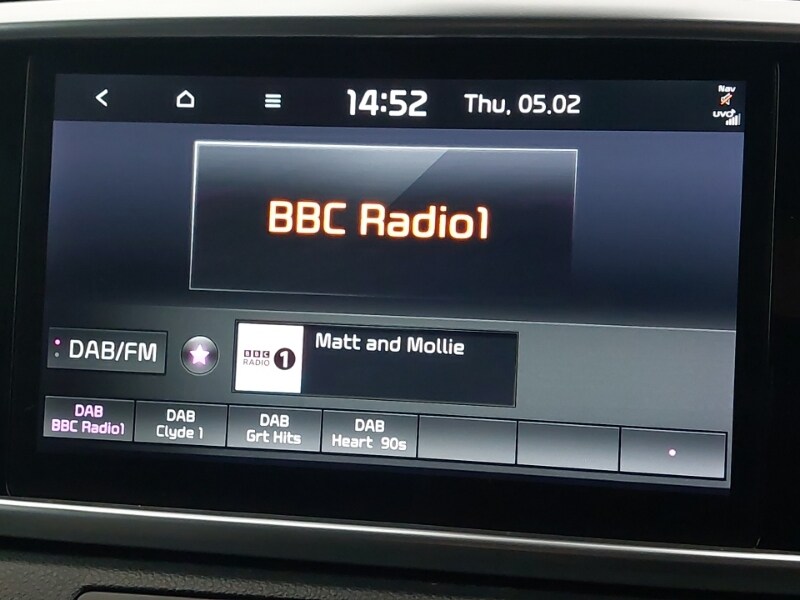 14:52 Thu, 05.02
Nav
UVO
BBC Radio1
DAB/FM
BBC
RADIO 1
Matt and Mollie
DAB
BBC Radio1
DAB
Clyde 1
DAB
Grt Hits
DAB
Heart 90s